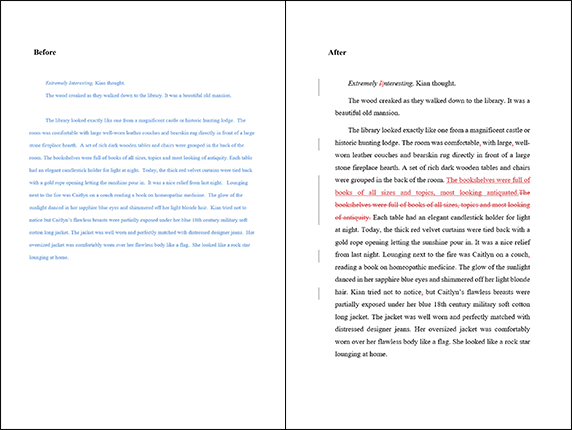 Before
Extremely Interesting. Kian thought.
The wood creaked as they walked down to the library. It was a beautiful old mansion.
The library looked exactly like one from a magnificent castle or historic hunting lodge. The
room was comfortable with large well-worn leather couches and bearskin rug directly in front of a large
stone fireplace hearth. A set of rich dark wooden tables and chairs were grouped in the back of the
room. The bookshelves were full of books of all sizes, topics and most looking of antiquity. Each table
had an elegant candlestick holder for light at night. Today, the thick red velvet curtains were tied back
with a gold rope opening letting the sunshine pour in. It was a nice relief from hot night. Lounging
next to the fire was Caitlyn on a couch, reading a book on homeopathic medicine. The glow of the
sunlight danced in her sapphire blue eyes and shimmered off her light blonde hair. Kian tried not to
notice but Caitlyn's flawless breasts were partially exposed under her blue 18th century military soft
cotton long jacket. The jacket was well worn and perfectly matched with distressed designer jeans. Her
oversized jacket was comfortably worn over her flawless body like a flag. She looked like a rock star
lounging at home.
After
Extremely Iinteresting. Kian thought.
The wood creaked as they walked down to the library. It was a
beautiful old mansion.
The library looked exactly like one from a magnificent castle or
historic hunting lodge. The room was comfortable, with large, well-
worn leather couches and bearskin rug directly in front of a large
stone fireplace hearth. A set of rich dark wooden tables and chairs
were grouped in the back of the room. The bookshelves were full of
books of all sizes and topics, most looking antiquated.The
bookshelves were full of books of all sizes, topics and most looking
of antiquity. Each table had an elegant candlestick holder for light
at night. Today, the thick red velvet curtains were tied back with a
gold rope opening letting the sunshine pour in. It was a nice relief
from last night. Lounging next to the fire was Caitlyn on a couch,
reading a book on homeopathic medicine. The glow of the sunlight
danced in her sapphire blue eyes and shimmered off her light blonde
hair. Kian tried not to notice, but Caitlyn's flawless breasts were
partially exposed under her blue 18th century military soft cotton
long jacket. The jacket was well worn and perfectly matched with
distressed designer jeans. Her oversized jacket was comfortably
worn over her flawless body like a flag. She looked like a rock star
lounging at home.